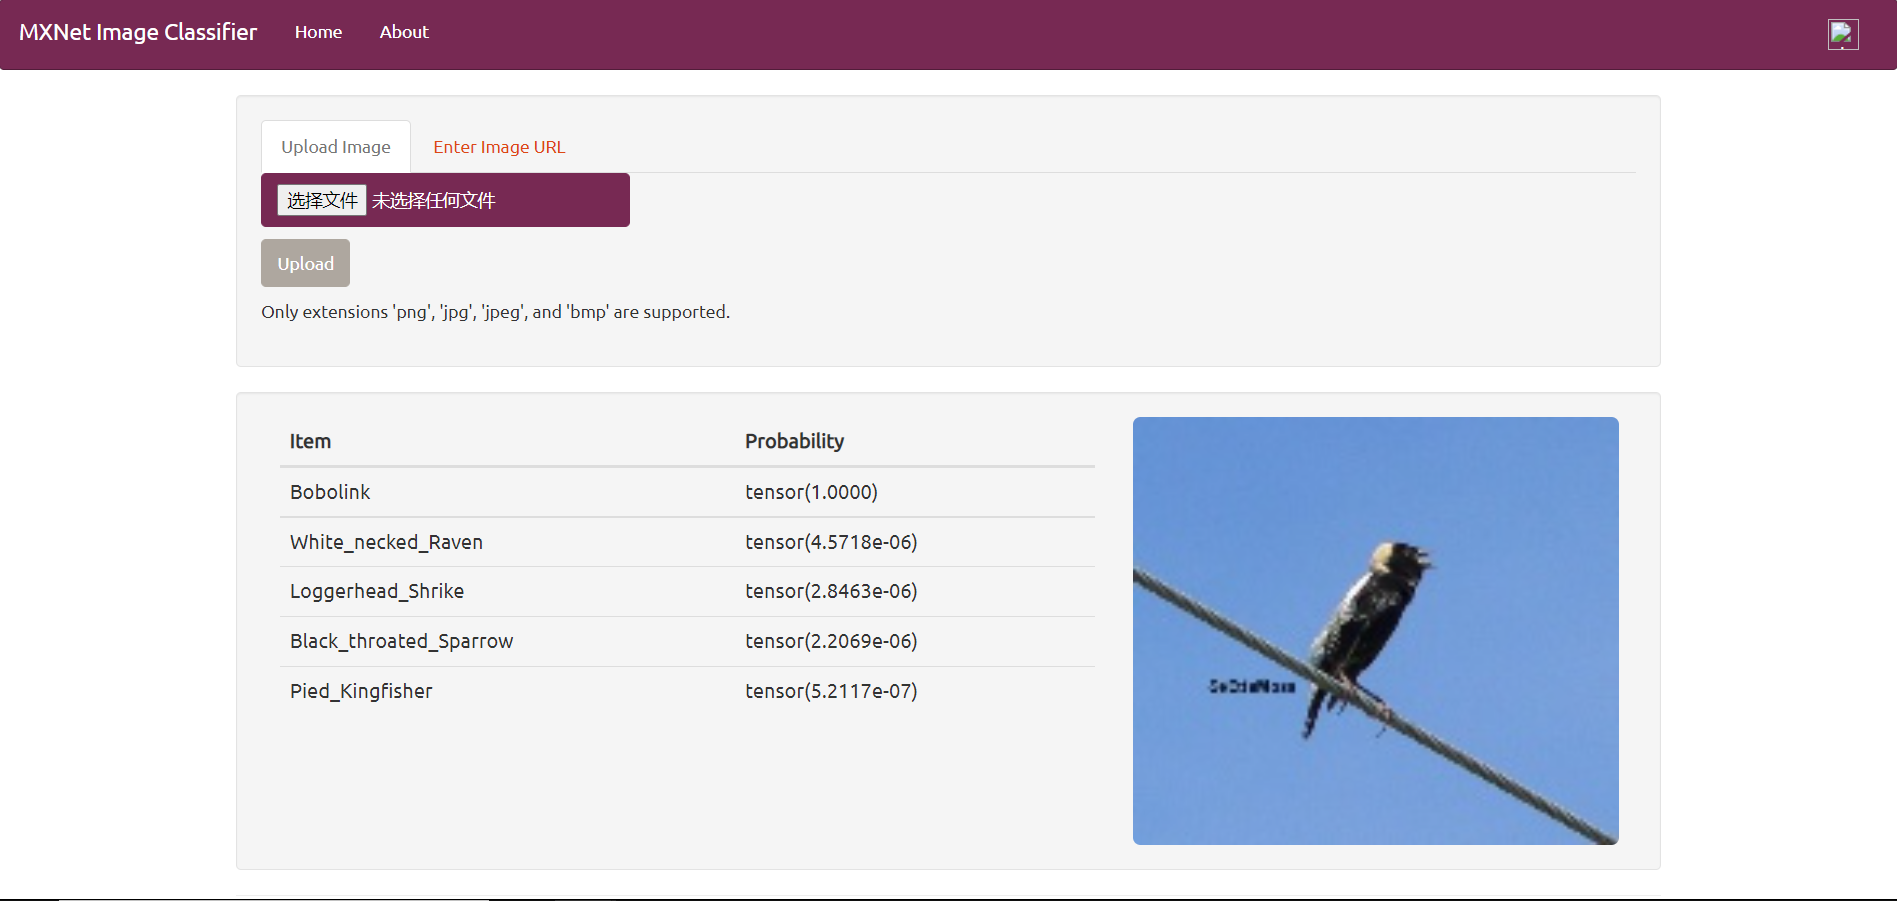 MXNet Image Classifier Home About
Upload Image Enter Image URL
选择文件 未选择任何文件
Upload
Only extensions 'png', 'jpg', 'jpeg', and 'bmp' are supported.
Item Probability
Bobolink tensor(1.0000)
White_necked_Raven tensor(4.5718e-06)
Loggerhead_Shrike tensor(2.8463e-06)
Black_throated_Sparrow tensor(2.2069e-06)
Pied_Kingfisher tensor(5.2117e-07)